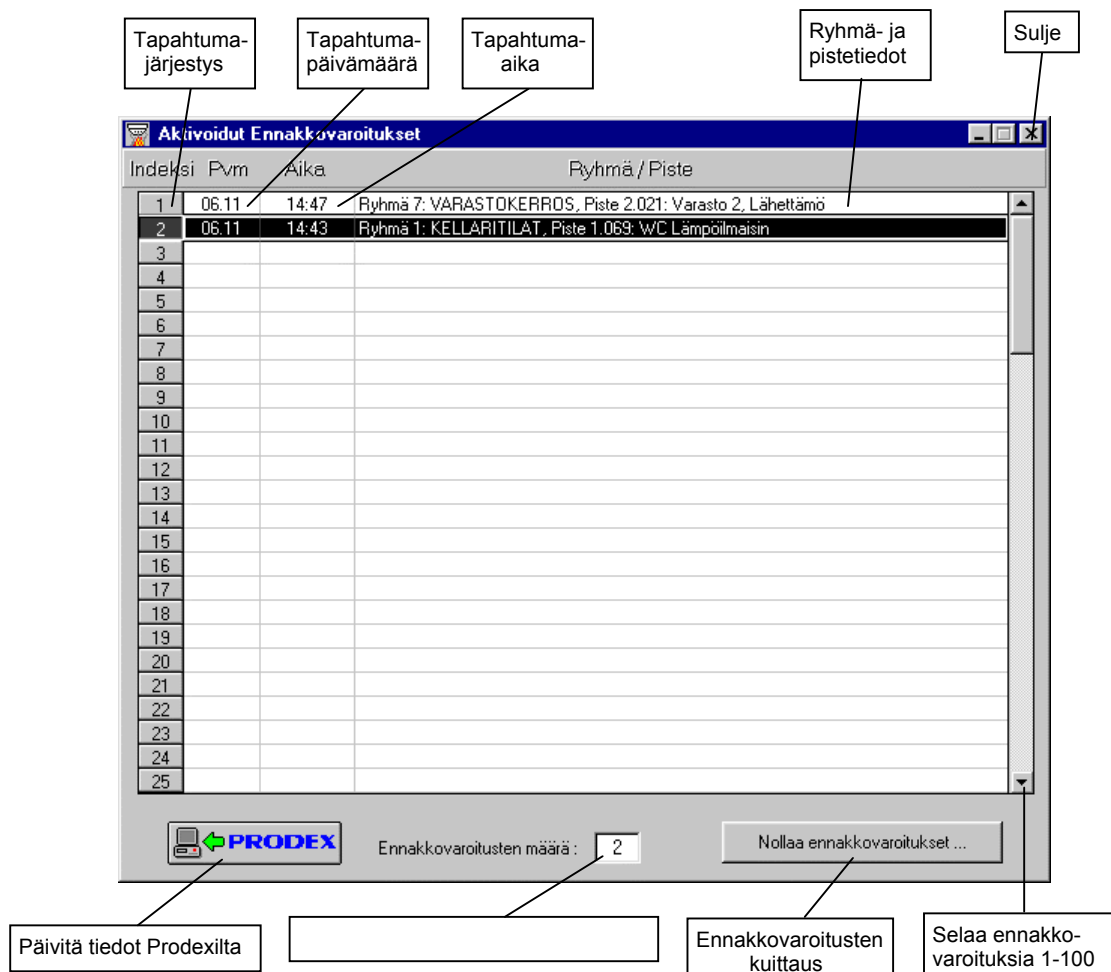 Tapahtuma-
järjestys
Tapahtuma-
päivämäärä
Tapahtuma-
aika
Ryhmä- ja
pistetiedot
Sulje
Aktivoidut Ennakkovaroitukset
Indeksi Pvm Aika Ryhmä / Piste
1 06.11 14:47 Ryhmä 7: VARASTOKERROS, Piste 2.021: Varasto 2, Lähettämö
2 06.11 14:43 Ryhmä 1: KELLARITILAT, Piste 1.069: WC Lämpöilmaisin
3
4
5
6
7
8
9
10
11
12
13
14
15
16
17
18
19
20
21
22
23
24
25
PRODEX
Ennakkovaroitusten määrä : 2
Nollaa ennakkovaroitukset ...
Päivitä tiedot Prodexilta
Ennakkovaroitusten
kuittaus
Selaa ennakko-
varoituksia 1-100